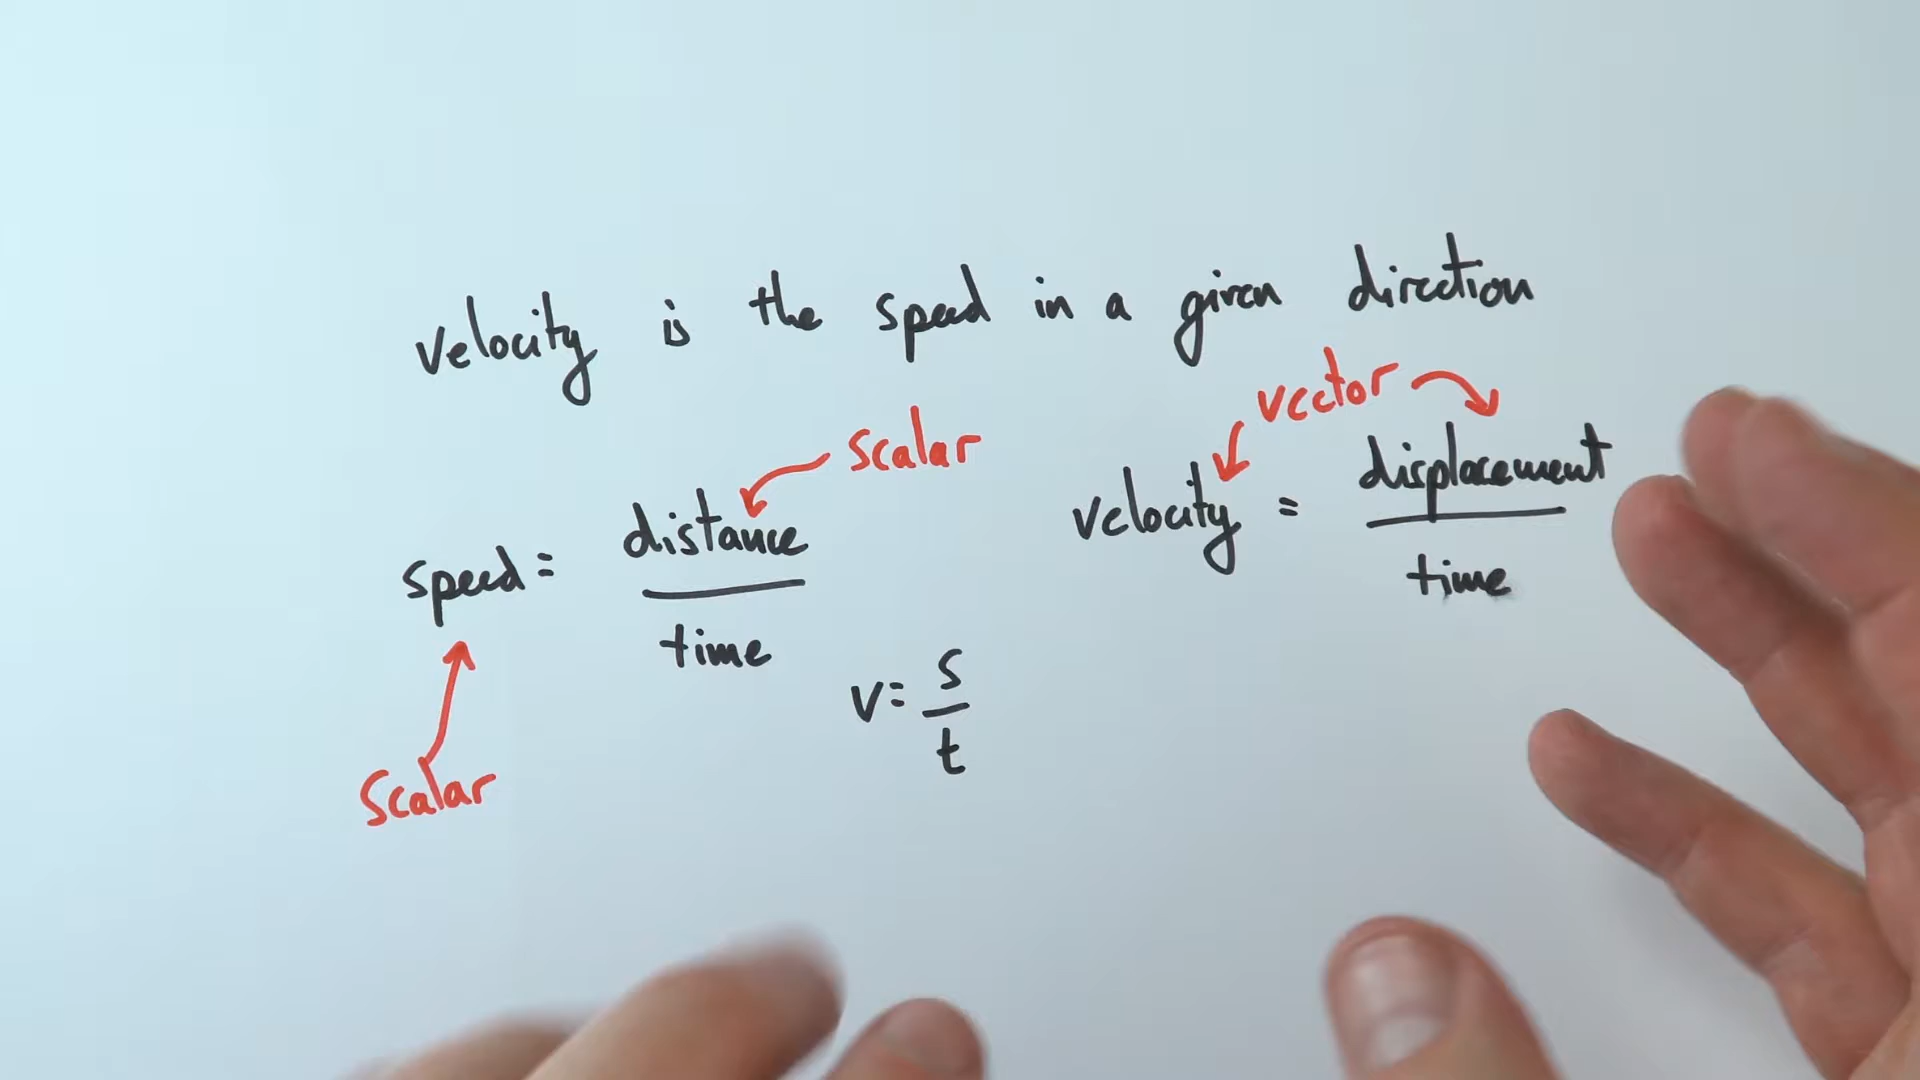 velocity is the speed in a given direction
vector
scalar
speed = distance / time
velocity = displacement / time
v = s / t
scalar